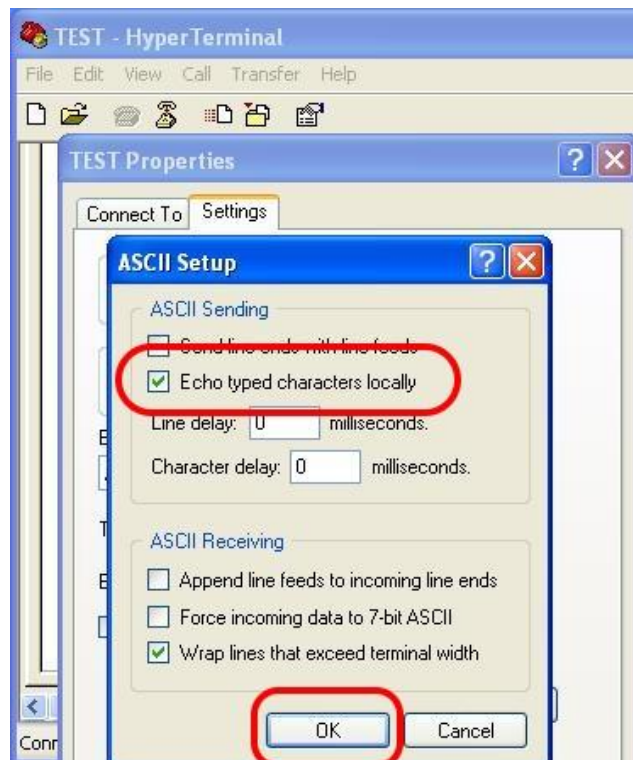 TEST - HyperTerminal
File Edit View Call Transfer Help
TEST Properties
Connect To Settings
ASCII Setup
ASCII Sending
Send line ends with line feeds
Echo typed characters locally
Line delay: 0 milliseconds.
Character delay: 0 milliseconds.
ASCII Receiving
Append line feeds to incoming line ends
Force incoming data to 7-bit ASCII
Wrap lines that exceed terminal width
OK Cancel